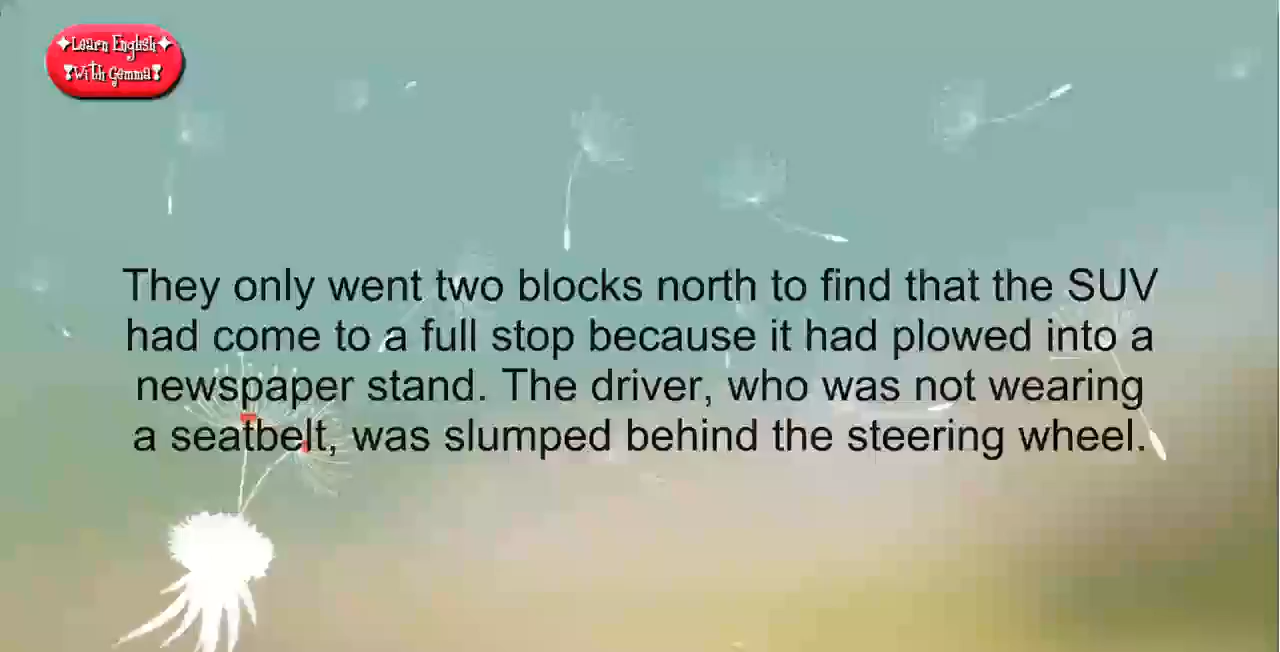 Learn English
With Gemma
They only went two blocks north to find that the SUV
had come to a full stop because it had plowed into a
newspaper stand. The driver, who was not wearing
a seatbelt, was slumped behind the steering wheel.